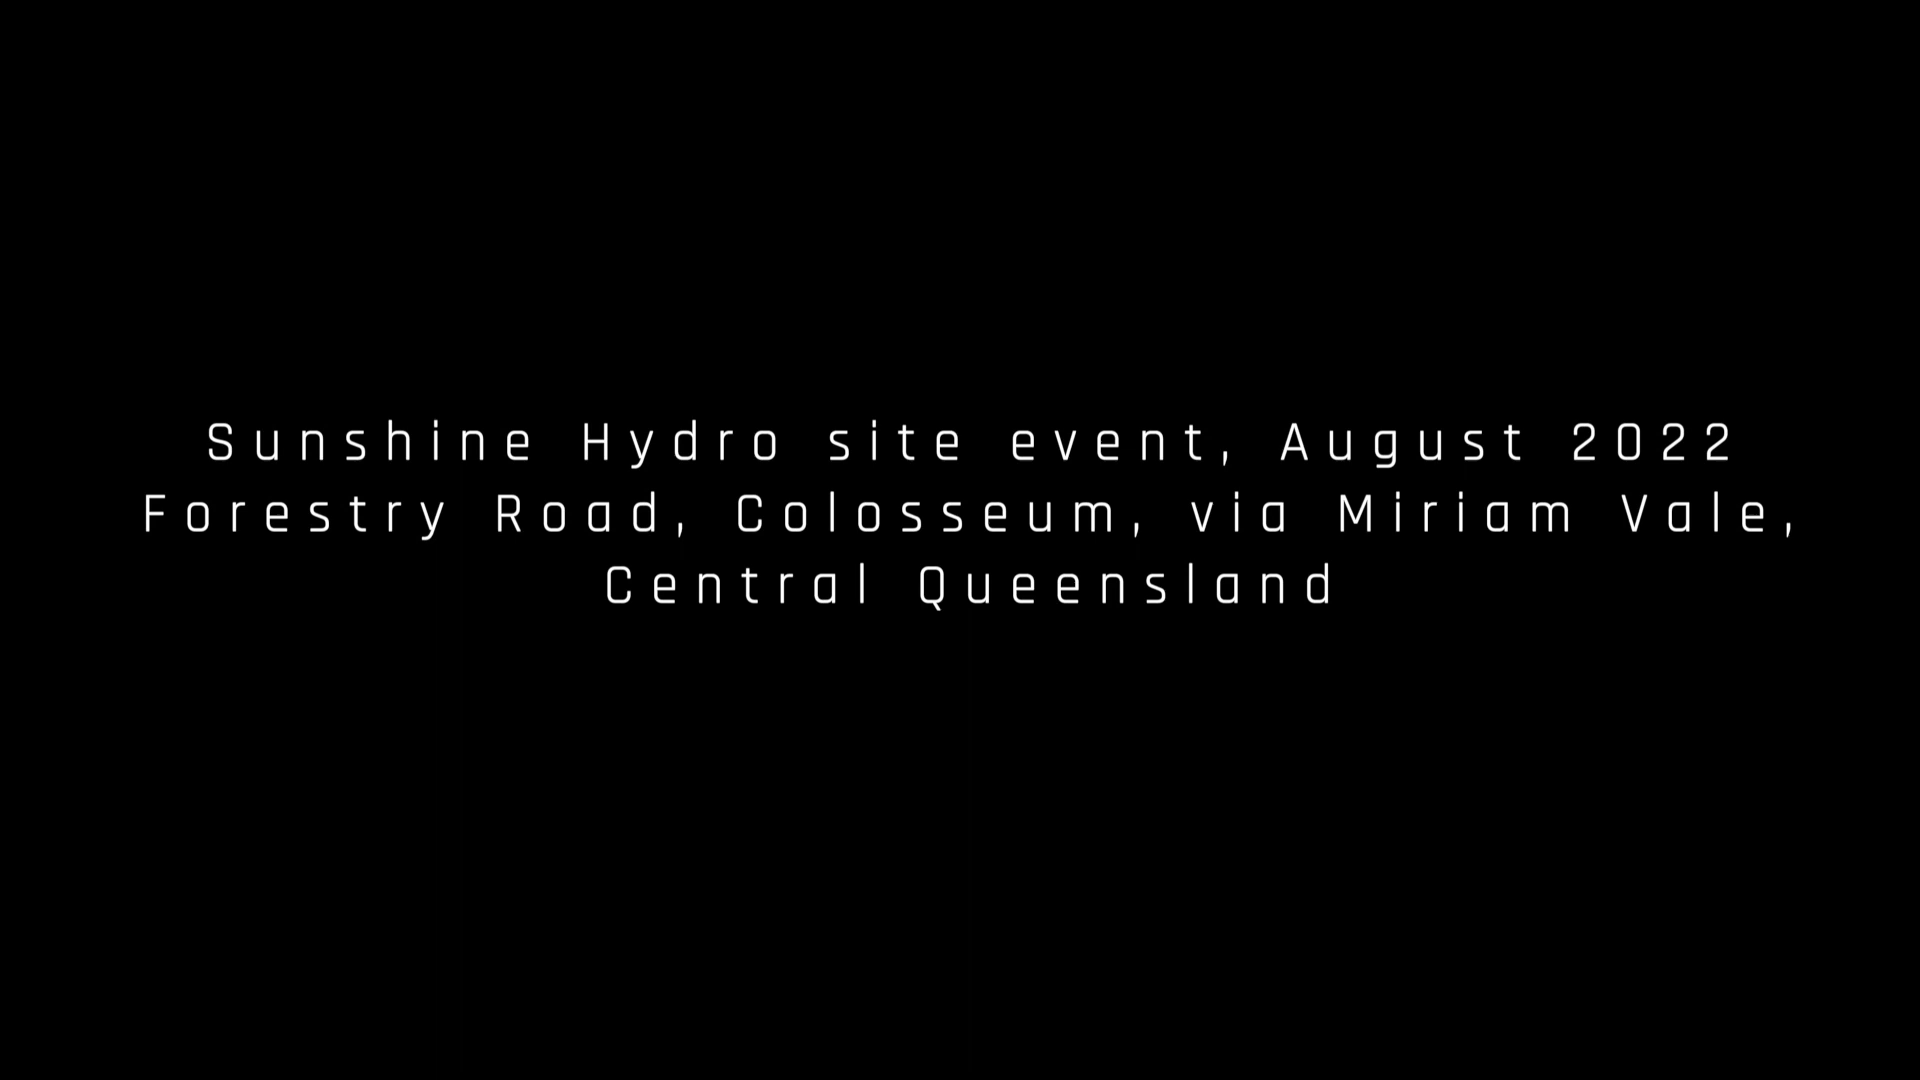 Sunshine Hydro site event, August 2022
Forestry Road, Colosseum, via Miriam Vale,
Central Queensland